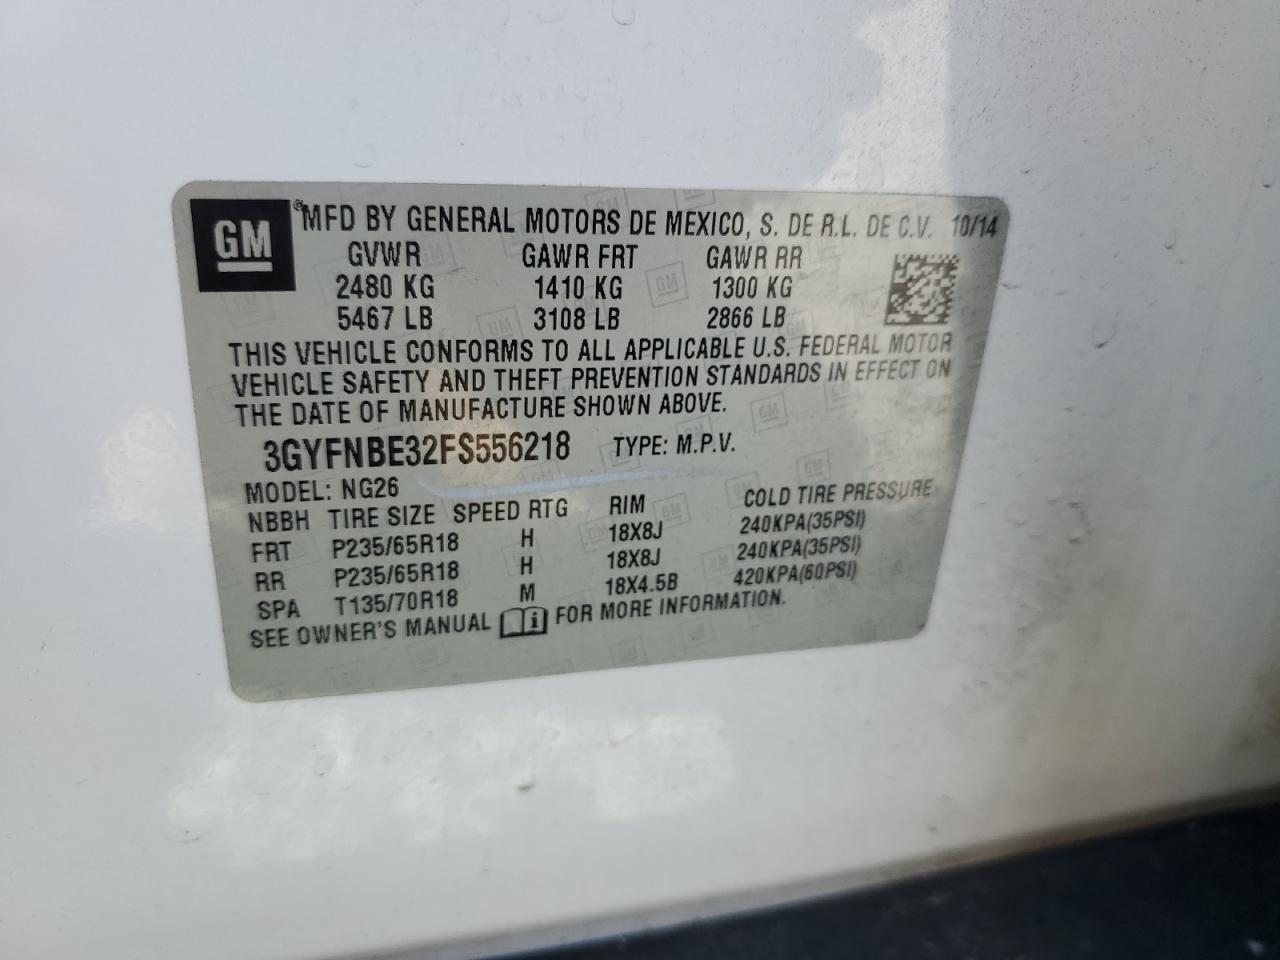 GM ® MFD BY GENERAL MOTORS DE MEXICO, S. DE R.L. DE C.V. 10/14
GVWR GAWR FRT GAWR RR
2480 KG 1410 KG 1300 KG
5467 LB 3108 LB 2866 LB
THIS VEHICLE CONFORMS TO ALL APPLICABLE U.S. FEDERAL MOTOR
VEHICLE SAFETY AND THEFT PREVENTION STANDARDS IN EFFECT ON
THE DATE OF MANUFACTURE SHOWN ABOVE.
3GYFNBE32FS556218 TYPE: M.P.V.
MODEL: NG26
NBBH TIRE SIZE SPEED RTG RIM COLD TIRE PRESSURE
FRT P235/65R18 H 18X8J 240KPA(35PSI)
RR P235/65R18 H 18X8J 240KPA(35PSI)
SPA T135/70R18 M 18X4.5B 420KPA(60PSI)
SEE OWNER'S MANUAL i FOR MORE INFORMATION.